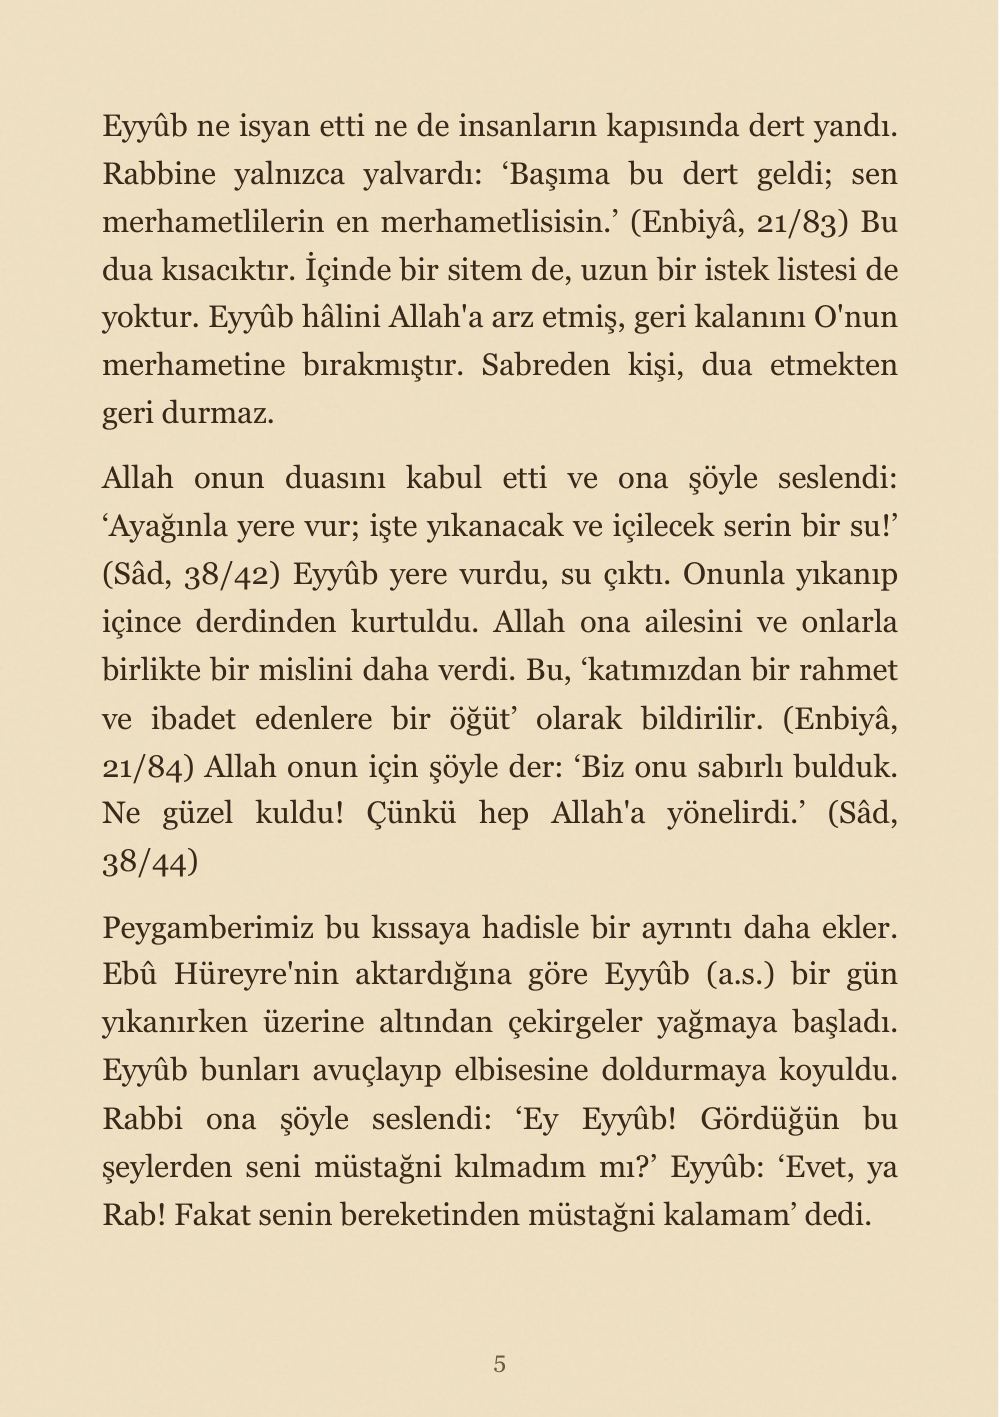 Eyyûb ne isyan etti ne de insanların kapısında dert yandı.
Rabbine yalnızca yalvardı: ‘Başıma bu dert geldi; sen
merhametlilerin en merhametlisisin.’ (Enbiyâ, 21/83) Bu
dua kısacıktır. İçinde bir sitem de, uzun bir istek listesi de
yoktur. Eyyûb hâlini Allah'a arz etmiş, geri kalanını O'nun
merhametine bırakmıştır. Sabreden kişi, dua etmekten
geri durmaz.
Allah onun duasını kabul etti ve ona şöyle seslendi:
‘Ayağınla yere vur; işte yıkanacak ve içilecek serin bir su!’
(Sâd, 38/42) Eyyûb yere vurdu, su çıktı. Onunla yıkanıp
içince derdinden kurtuldu. Allah ona ailesini ve onlarla
birlikte bir mislini daha verdi. Bu, ‘katımızdan bir rahmet
ve ibadet edenlere bir öğüt’ olarak bildirilir. (Enbiyâ,
21/84) Allah onun için şöyle der: ‘Biz onu sabırlı bulduk.
Ne güzel kuldu! Çünkü hep Allah'a yönelirdi.’ (Sâd,
38/44)
Peygamberimiz bu kıssaya hadisle bir ayrıntı daha ekler.
Ebû Hüreyre'nin aktardığına göre Eyyûb (a.s.) bir gün
yıkanırken üzerine altından çekirgeler yağmaya başladı.
Eyyûb bunları avuçlayıp elbisesine doldurmaya koyuldu.
Rabbi ona şöyle seslendi: ‘Ey Eyyûb! Gördüğün bu
şeylerden seni müstağni kılmadım mı?’ Eyyûb: ‘Evet, ya
Rab! Fakat senin bereketinden müstağni kalamam’ dedi.
5